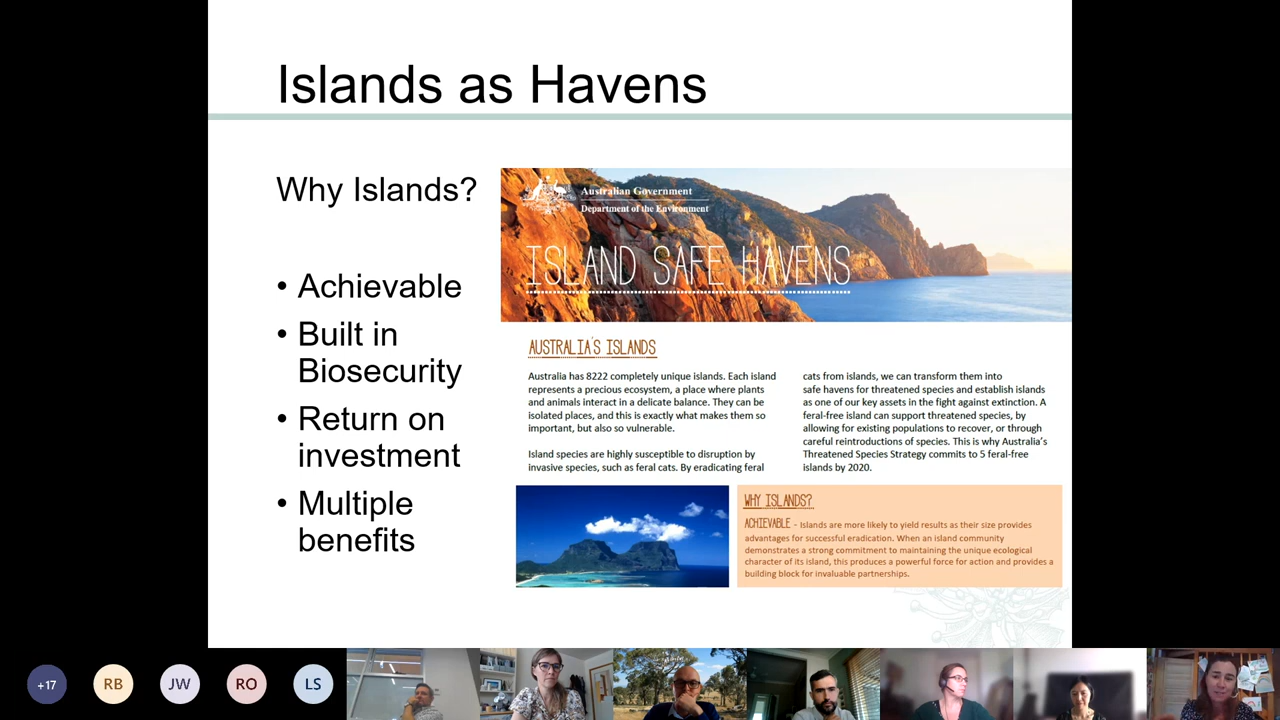 Islands as Havens
Why Islands?
• Achievable
• Built in
Biosecurity
• Return on
investment
• Multiple
benefits
Australian Government
Department of the Environment
ISLAND SAFE HAVENS
AUSTRALIA'S ISLANDS
Australia has 8222 completely unique islands. Each island
represents a precious ecosystem, a place where plants
and animals interact in a delicate balance. They can be
isolated places, and this is exactly what makes them so
important, but also so vulnerable.
Island species are highly susceptible to disruption by
invasive species, such as feral cats. By eradicating feral
cats from islands, we can transform them into
safe havens for threatened species and establish islands
as one of our key assets in the fight against extinction. A
feral-free island can support threatened species, by
allowing for existing populations to recover, or through
careful reintroductions of species. This is why Australia's
Threatened Species Strategy commits to 5 feral-free
islands by 2020.
WHY ISLANDS?
ACHIEVABLE - Islands are more likely to yield results as their size provides
advantages for successful eradication. When an island community
demonstrates a strong commitment to maintaining the unique ecological
character of its island, this produces a powerful force for action and provides a
building block for invaluable partnerships.
+17
RB
JW
RO
LS